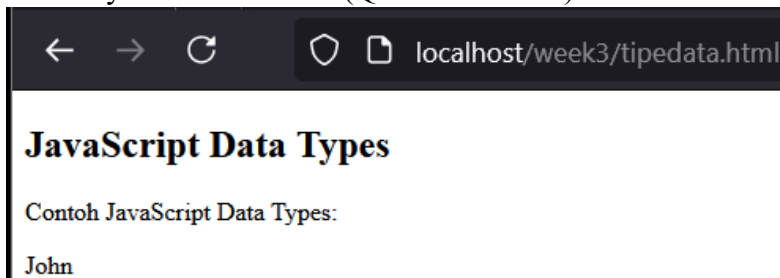 localhost/week3/tipedata.html
JavaScript Data Types
Contoh JavaScript Data Types:
John